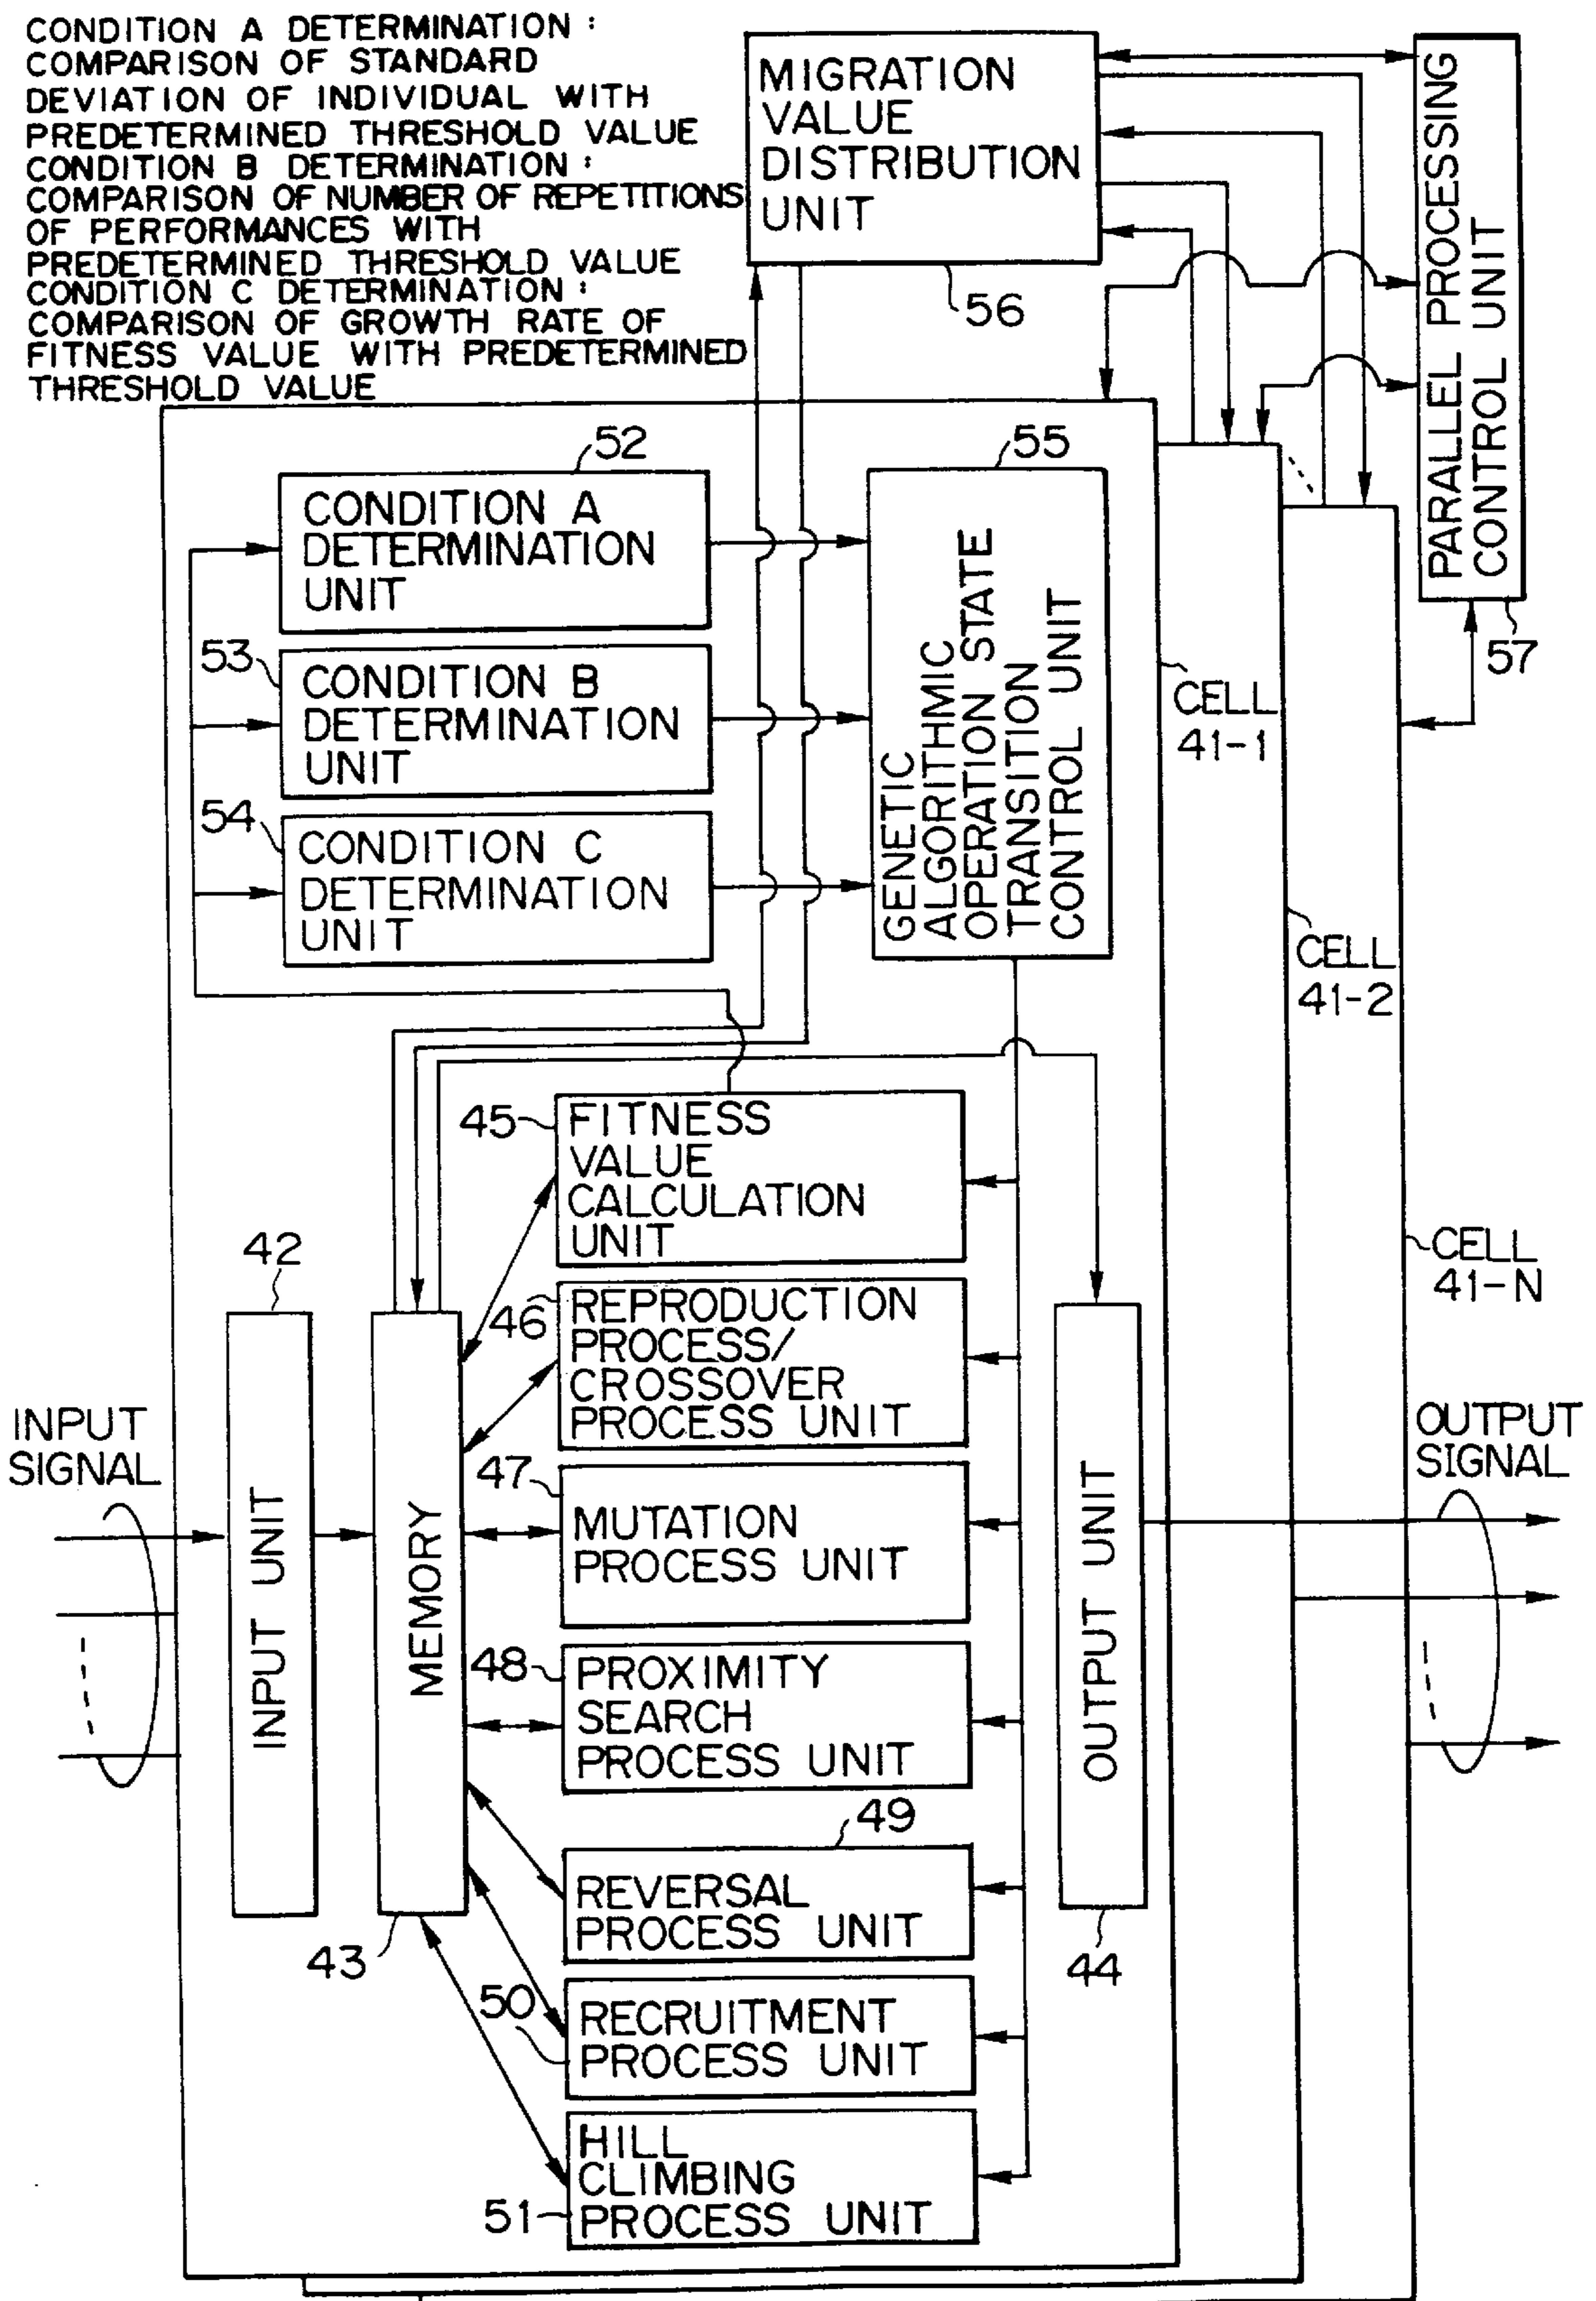 CONDITION A DETERMINATION :
COMPARISON OF STANDARD
DEVIATION OF INDIVIDUAL WITH
PREDETERMINED THRESHOLD VALUE
CONDITION B DETERMINATION :
COMPARISON OF NUMBER OF REPETITIONS
OF PERFORMANCES WITH
PREDETERMINED THRESHOLD VALUE
CONDITION C DETERMINATION :
COMPARISON OF GROWTH RATE OF
FITNESS VALUE WITH PREDETERMINED
THRESHOLD VALUE
MIGRATION
VALUE
DISTRIBUTION
UNIT
56
PARALLEL PROCESSING
CONTROL UNIT
57
52
CONDITION A
DETERMINATION
UNIT
53
CONDITION B
DETERMINATION
UNIT
54
CONDITION C
DETERMINATION
UNIT
55
GENETIC
ALGORITHMIC
OPERATION STATE
TRANSITION
CONTROL UNIT
CELL
41-1
CELL
41-2
CELL
41-N
45
FITNESS
VALUE
CALCULATION
UNIT
46
REPRODUCTION
PROCESS/
CROSSOVER
PROCESS UNIT
47
MUTATION
PROCESS UNIT
48
PROXIMITY
SEARCH
PROCESS UNIT
49
REVERSAL
PROCESS UNIT
50
RECRUITMENT
PROCESS UNIT
51
HILL
CLIMBING
PROCESS UNIT
INPUT
SIGNAL
42
INPUT UNIT
MEMORY
43
OUTPUT UNIT
44
OUTPUT
SIGNAL